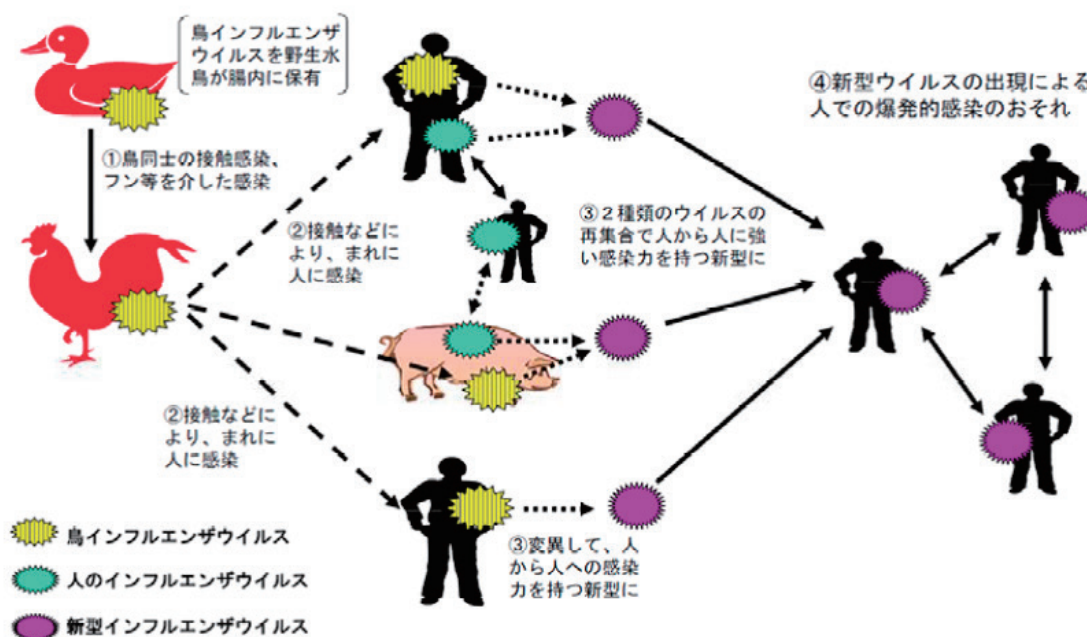 鳥インフルエンザ
ウイルスを野生水
鳥が腸内に保有
①鳥同士の接触感染、
フン等を介した感染
②接触などに
より、まれに
人に感染
③２種類のウイルスの
再集合で人から人に強
い感染力を持つ新型に
④新型ウイルスの出現による
人での爆発的感染のおそれ
②接触などに
より、まれに
人に感染
③変異して、人
から人への感染
力を持つ新型に
鳥インフルエンザウイルス
人のインフルエンザウイルス
新型インフルエンザウイルス